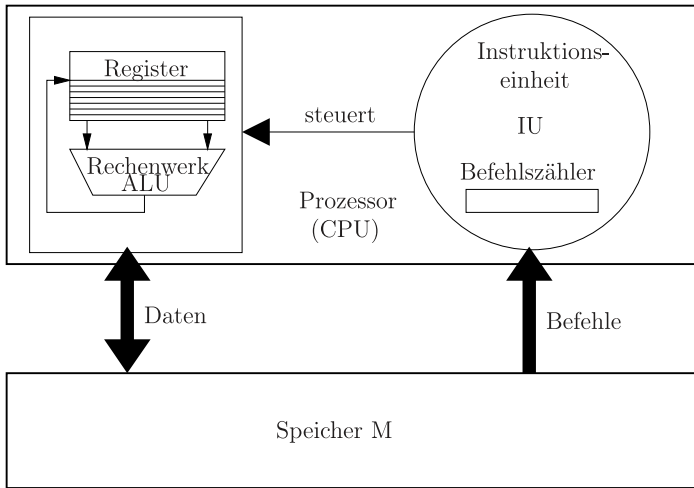 Register
Rechenwerk
ALU
steuert
Instruktions-
einheit
IU
Befehlszähler
Prozessor
(CPU)
Daten
Befehle
Speicher M